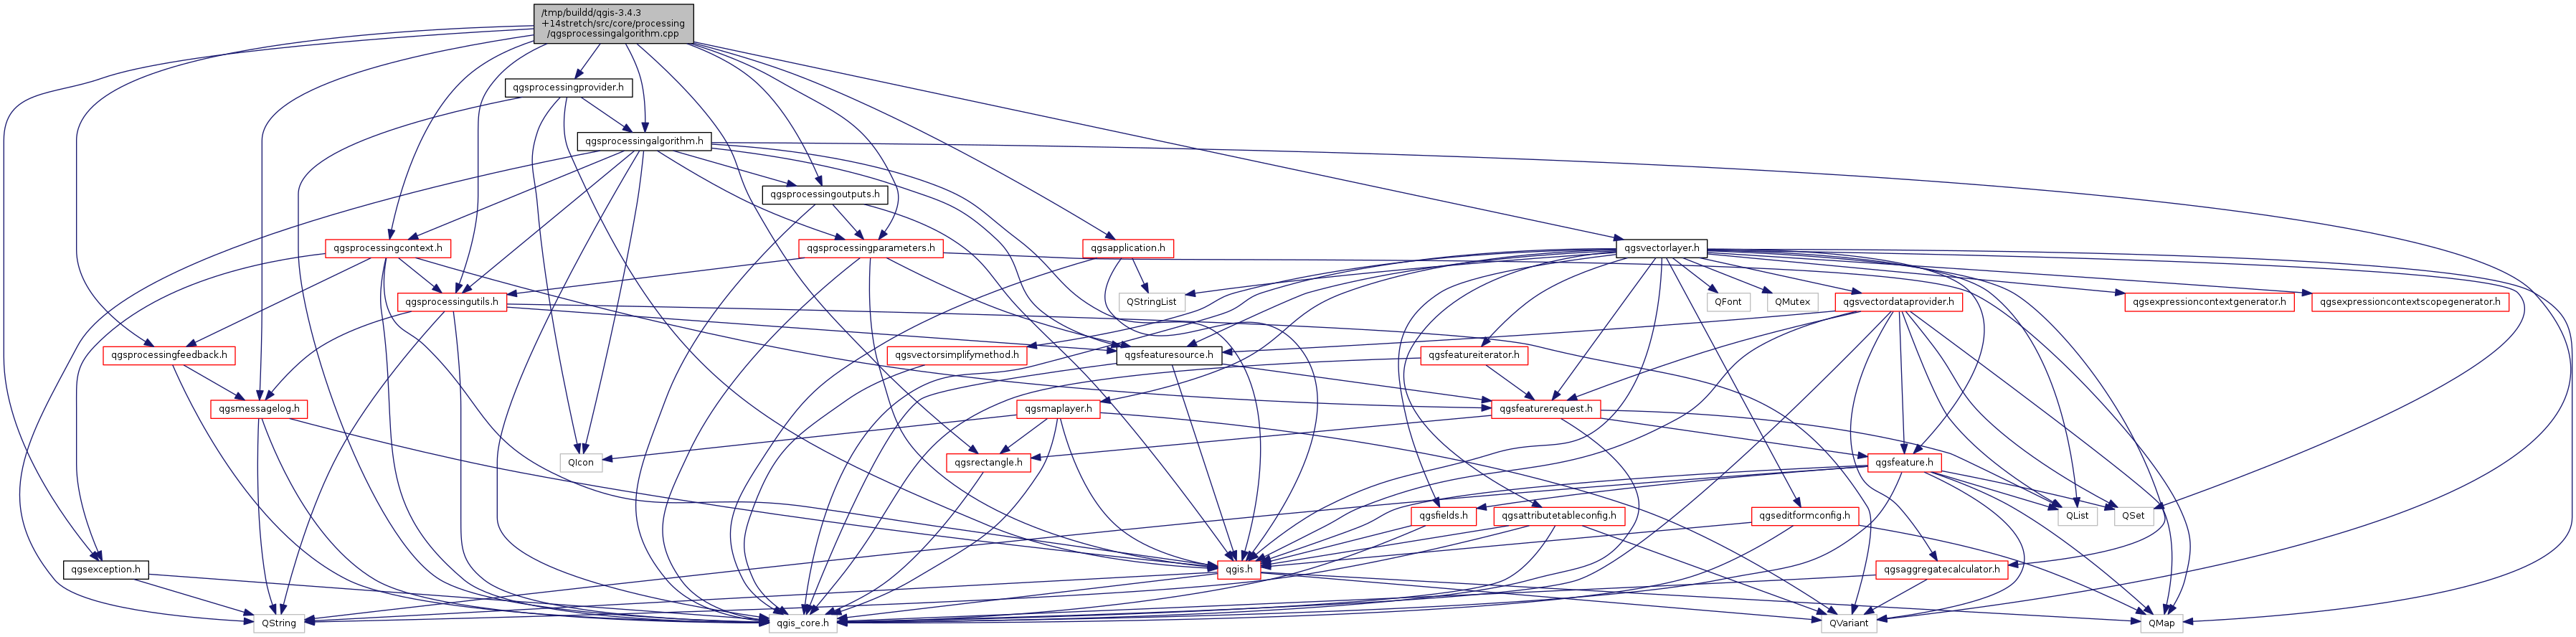 /tmp/buildd/qgis-3.4.3
+14stretch/src/core/processing
/qgsprocessingalgorithm.cpp
qgsprocessingprovider.h
qgsprocessingalgorithm.h
qgsprocessingoutputs.h
qgsprocessingcontext.h
qgsprocessingparameters.h
qgsapplication.h
qgsvectorlayer.h
qgsprocessingutils.h
QStringList
QFont
QMutex
qgsvectordataprovider.h
qgsexpressioncontextgenerator.h
qgsexpressioncontextscopegenerator.h
qgsprocessingfeedback.h
qgsvectorsimplifymethod.h
qgsfeaturesource.h
qgsfeatureiterator.h
qgsmessagelog.h
qgsmaplayer.h
qgsfeaturerequest.h
QIcon
qgsrectangle.h
qgsfeature.h
qgsfields.h
qgsattributetableconfig.h
qgseditformconfig.h
QList
QSet
qgsexception.h
qgis.h
qgsaggregatecalculator.h
QString
qgis_core.h
QVariant
QMap